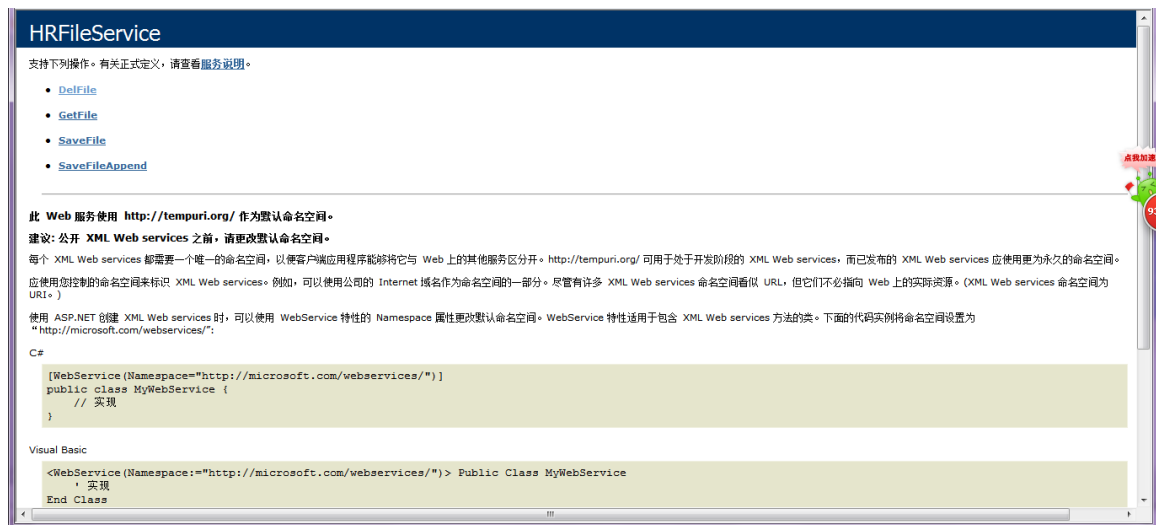 HRFileService
支持下列操作。有关正式定义，请查看服务说明。
DelFile
GetFile
SaveFile
SaveFileAppend
点我加速
93
此 Web 服务使用 http://tempuri.org/ 作为默认命名空间。
建议: 公开 XML Web services 之前，请更改默认命名空间。
每个 XML Web services 都需要一个唯一的命名空间，以便客户端应用程序能够将它与 Web 上的其他服务区分开。http://tempuri.org/ 可用于处于开发阶段的 XML Web services，而已发布的 XML Web services 应使用更为永久的命名空间。
应使用您控制的命名空间来标识 XML Web services。例如，可以使用公司的 Internet 域名作为命名空间的一部分。尽管有许多 XML Web services 命名空间看似 URL，但它们不必指向 Web 上的实际资源。(XML Web services 命名空间为
URI。)
使用 ASP.NET 创建 XML Web services 时，可以使用 WebService 特性的 Namespace 属性更改默认命名空间。WebService 特性适用于包含 XML Web services 方法的类。下面的代码实例将命名空间设置为
“http://microsoft.com/webservices/”:
C#
[WebService(Namespace="http://microsoft.com/webservices/")]
public class MyWebService {
// 实现
}
Visual Basic
<WebService(Namespace:="http://microsoft.com/webservices/")> Public Class MyWebService
' 实现
End Class